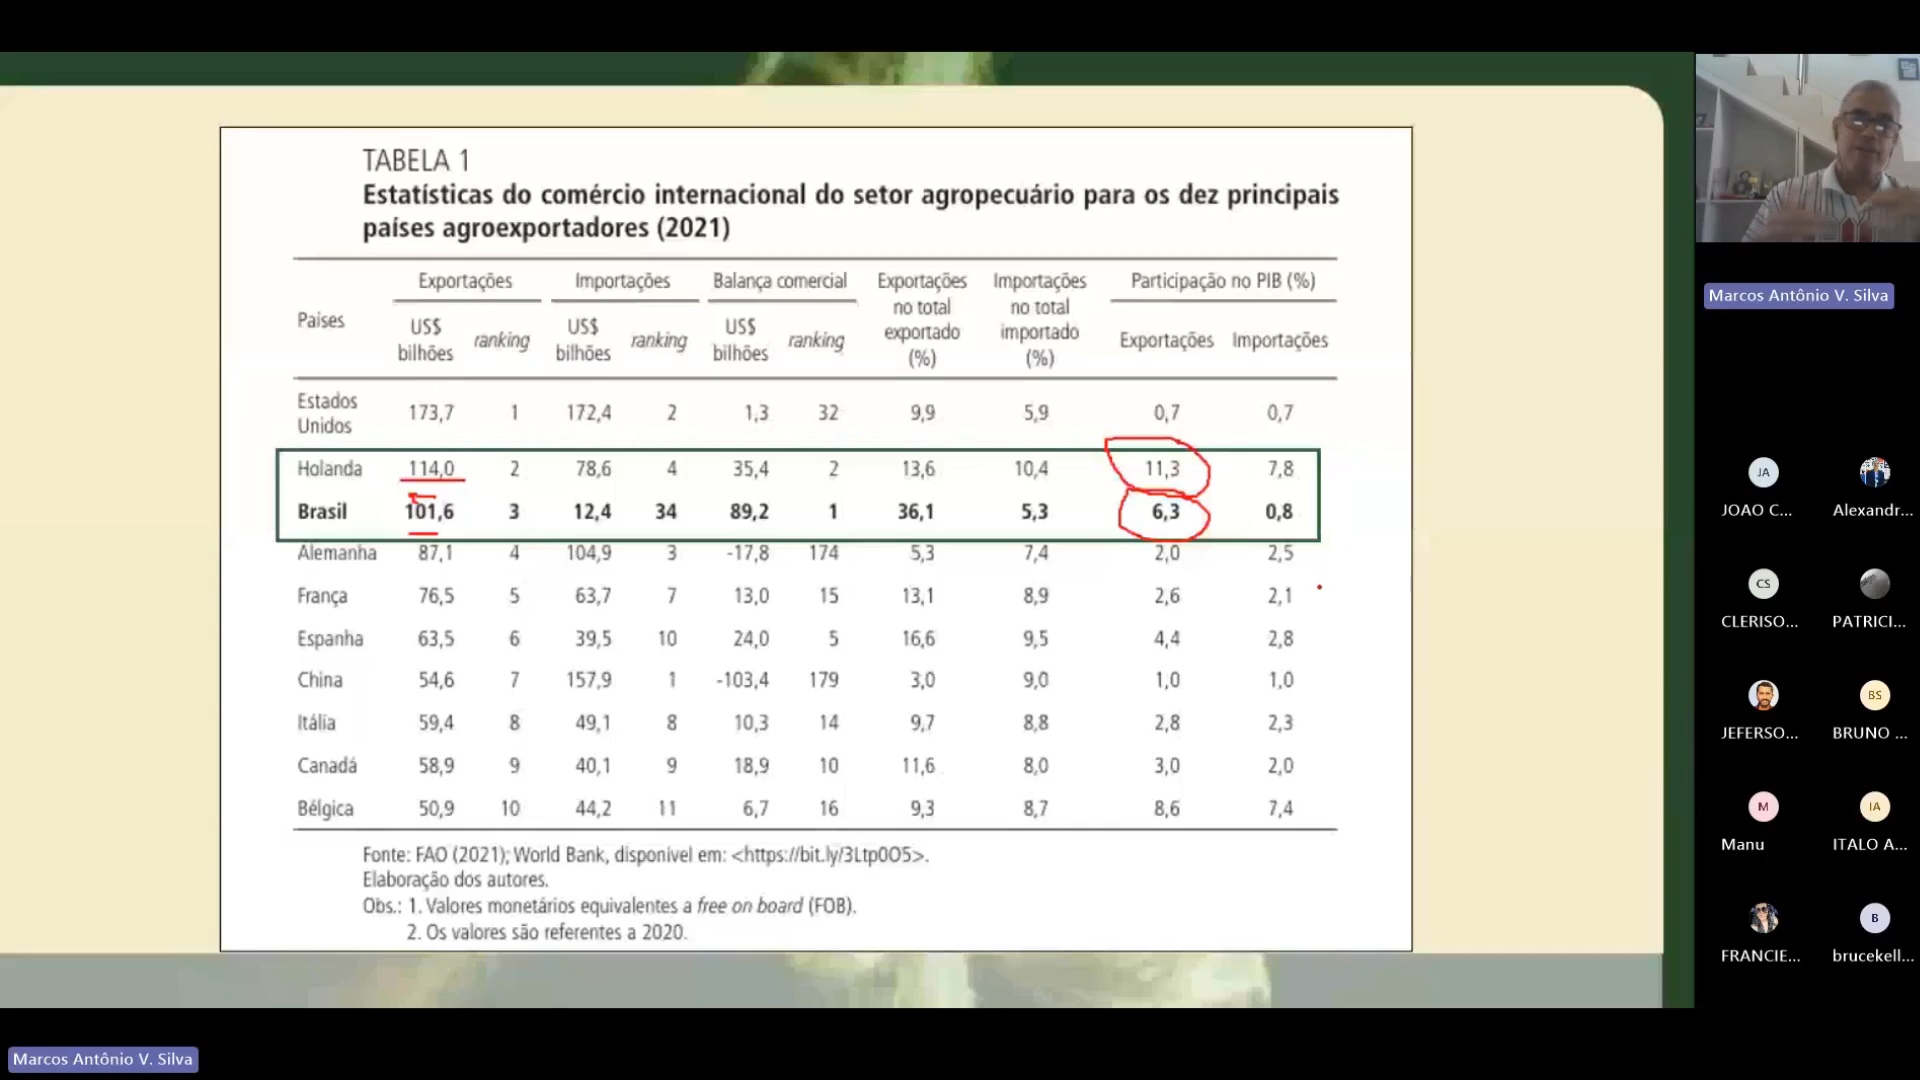 TABELA 1
Estatísticas do comércio internacional do setor agropecuário para os dez principais
países agroexportadores (2021)
Países
Exportações
Importações
Balança comercial
Exportações no total exportado (%)
Importações no total importado (%)
Participação no PIB (%)
US$ bilhões ranking US$ bilhões ranking US$ bilhões ranking Exportações Importações
Estados Unidos 173,7 1 172,4 2 1,3 32 9,9 5,9 0,7 0,7
Holanda 114,0 2 78,6 4 35,4 2 13,6 10,4 11,3 7,8
Brasil 101,6 3 12,4 34 89,2 1 36,1 5,3 6,3 0,8
Alemanha 87,1 4 104,9 3 -17,8 174 5,3 7,4 2,0 2,5
França 76,5 5 63,7 7 13,0 15 13,1 8,9 2,6 2,1
Espanha 63,5 6 39,5 10 24,0 5 16,6 9,5 4,4 2,8
China 54,6 7 157,9 1 -103,4 179 3,0 9,0 1,0 1,0
Itália 59,4 8 49,1 8 10,3 14 9,7 8,8 2,8 2,3
Canadá 58,9 9 40,1 9 18,9 10 11,6 8,0 3,0 2,0
Bélgica 50,9 10 44,2 11 6,7 16 9,3 8,7 8,6 7,4
Fonte: FAO (2021); World Bank, disponível em: <https://bit.ly/3Ltp0O5>.
Elaboração dos autores.
Obs.: 1. Valores monetários equivalentes a free on board (FOB).
2. Os valores são referentes a 2020.
Marcos Antônio V. Silva
JA
JOAO C...
Alexandr...
CS
CLERISO...
PATRICI...
JEFERSO...
BS
BRUNO ...
M
Manu
IA
ITALO A...
FRANCIE...
B
brucekell...
Marcos Antônio V. Silva